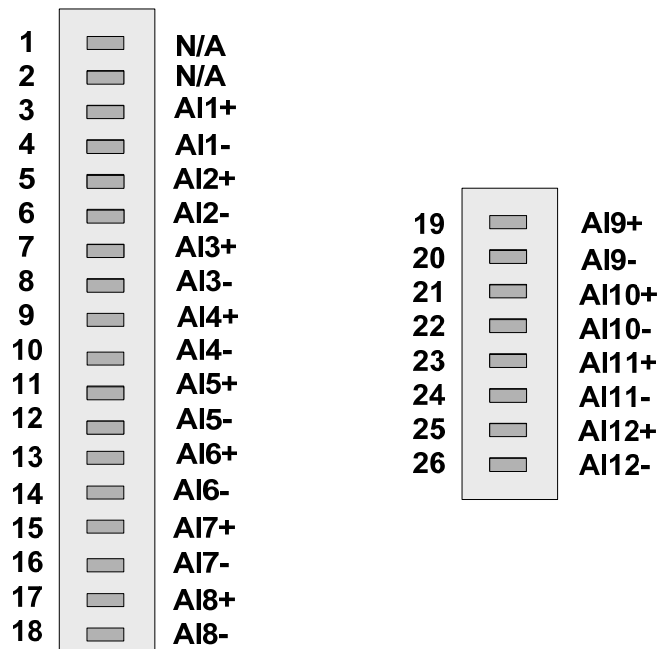 1 N/A
2 N/A
3 AI1+
4 AI1-
5 AI2+
6 AI2-
7 AI3+
8 AI3-
9 AI4+
10 AI4-
11 AI5+
12 AI5-
13 AI6+
14 AI6-
15 AI7+
16 AI7-
17 AI8+
18 AI8-
19 AI9+
20 AI9-
21 AI10+
22 AI10-
23 AI11+
24 AI11-
25 AI12+
26 AI12-